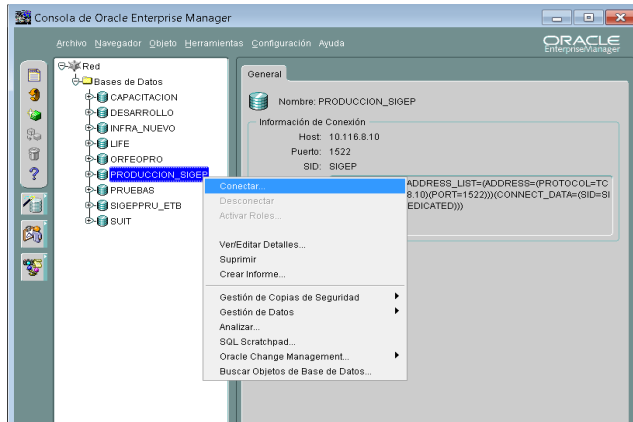 Consola de Oracle Enterprise Manager
Archivo Navegador Objeto Herramientas Configuración Ayuda
ORACLE
EnterpriseManager
Red
Bases de Datos
CAPACITACION
DESARROLLO
INFRA_NUEVO
LIFE
ORFEOPRO
PRODUCCION_SIGEP
PRUEBAS
SIGEPPRU_ETB
SUIT
General
Nombre: PRODUCCION_SIGEP
Información de Conexión
Host: 10.116.8.10
Puerto: 1522
SID: SIGEP
ADDRESS_LIST=(ADDRESS=(PROTOCOL=TC
8.10)(PORT=1522)))(CONNECT_DATA=(SID=SI
EDICATED)))
Conectar...
Desconectar
Activar Roles...
Ver/Editar Detalles...
Suprimir
Crear Informe...
Gestión de Copias de Seguridad
Gestión de Datos
Analizar...
SQL Scratchpad...
Oracle Change Management...
Buscar Objetos de Base de Datos...